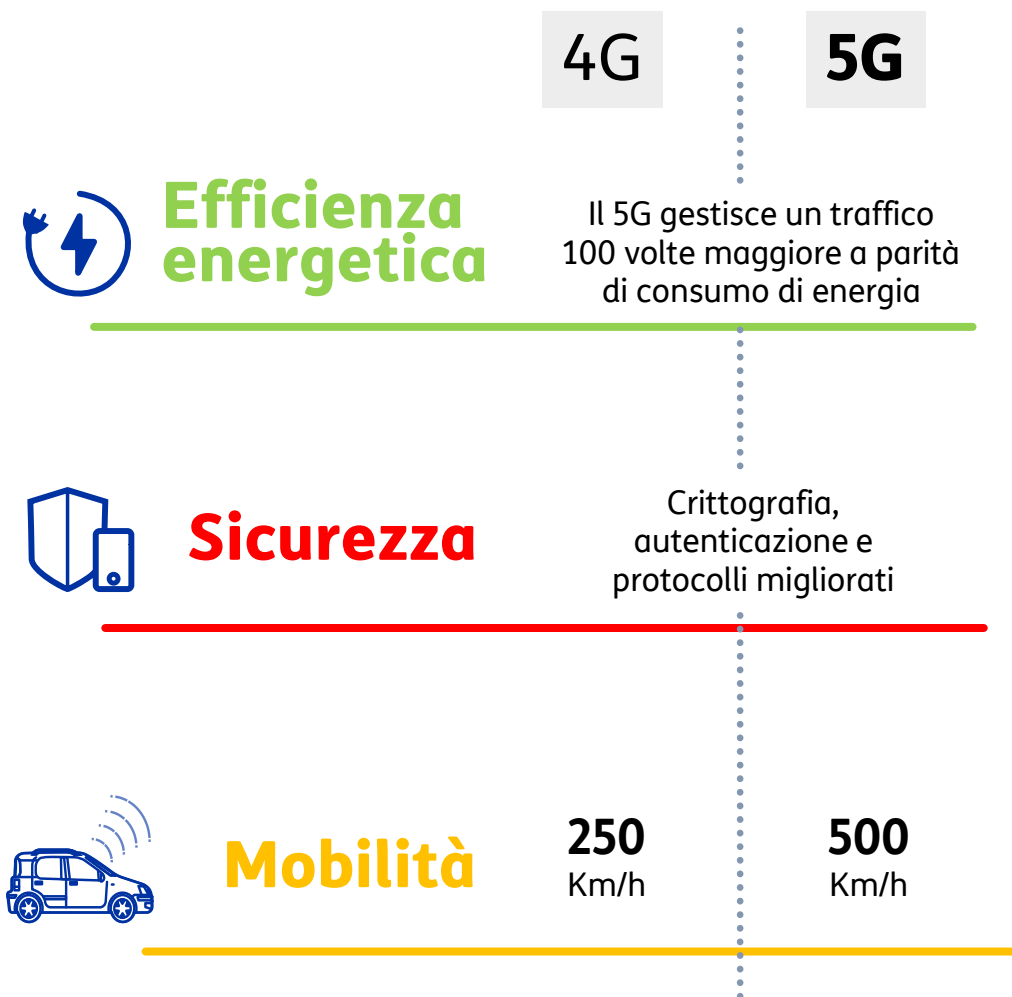 4G
5G
Efficienza
energetica
Il 5G gestisce un traffico
100 volte maggiore a parità
di consumo di energia
Sicurezza
Crittografia,
autenticazione e
protocolli migliorati
Mobilità
250
Km/h
500
Km/h